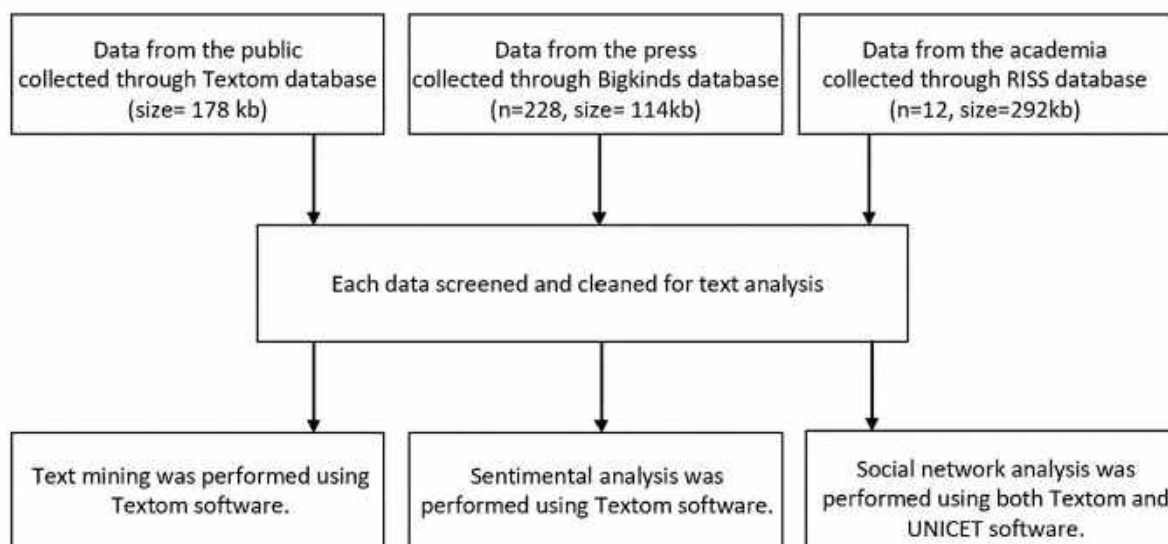 Data from the public
collected through Textom database
(size= 178 kb)
Data from the press
collected through Bigkinds database
(n=228, size= 114kb)
Data from the academia
collected through RISS database
(n=12, size=292kb)
Each data screened and cleaned for text analysis
Text mining was performed using
Textom software.
Sentimental analysis was
performed using Textom software.
Social network analysis was
performed using both Textom and
UNICET software.